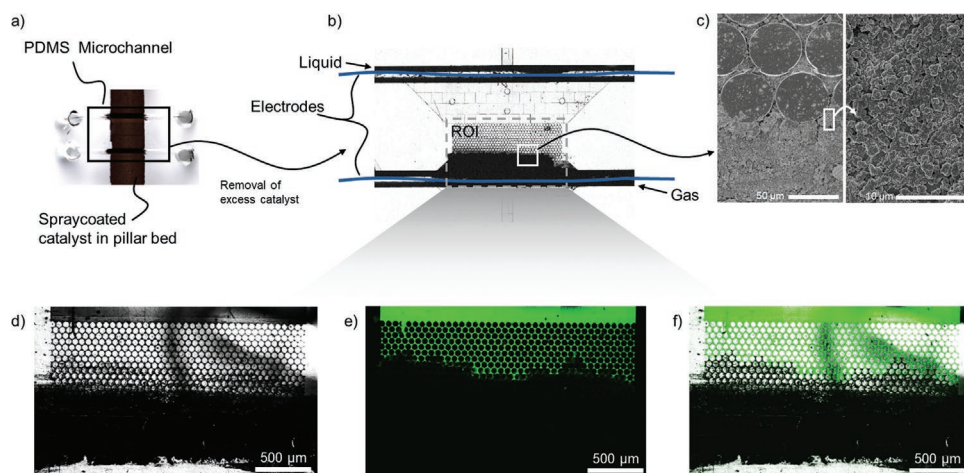 a)
PDMS Microchannel
Spraycoated
catalyst in pillar bed
Removal of
excess catalyst
b)
Liquid
Electrodes
ROI
Gas
c)
50 µm
10 µm
d)
500 µm
e)
500 µm
f)
500 µm